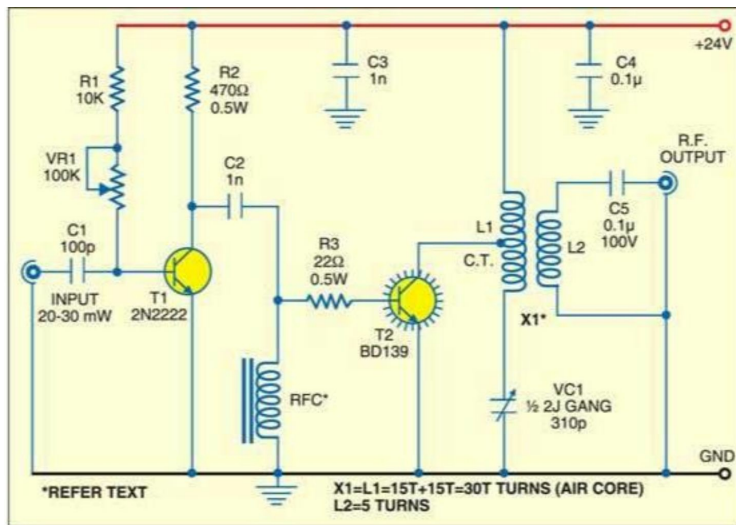 +24V
R1
10K
R2
470Ω
0.5W
C3
1n
C4
0.1µ
VR1
100K
C2
1n
R.F.
OUTPUT
C1
100p
R3
22Ω
0.5W
L1
C.T.
L2
C5
0.1µ
100V
INPUT
20-30 mW
T1
2N2222
T2
BD139
X1*
RFC*
VC1
½ 2J GANG
310p
GND
*REFER TEXT
X1=L1=15T+15T=30T TURNS (AIR CORE)
L2=5 TURNS